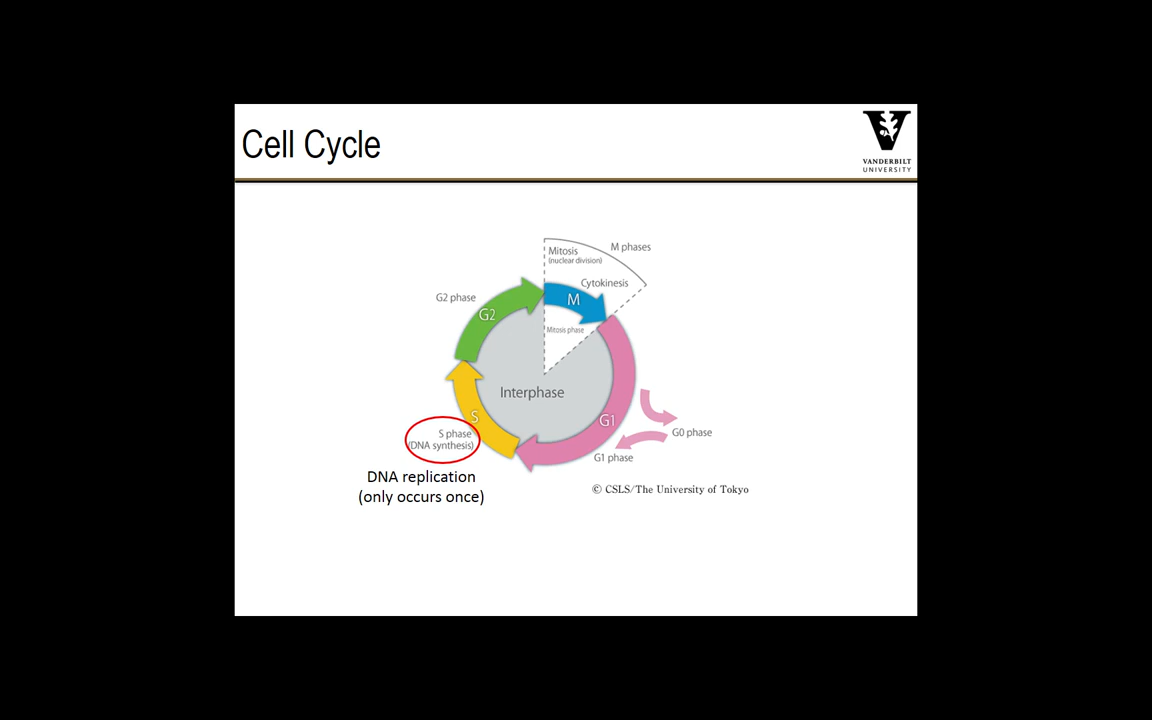 Cell Cycle
VANDERBILT
UNIVERSITY
Mitosis
(nuclear division)
M phases
Cytokinesis
G2 phase
G2
M
Mitosis phase
Interphase
S
G1
S phase
(DNA synthesis)
G0 phase
G1 phase
DNA replication
(only occurs once)
© CSLS/The University of Tokyo